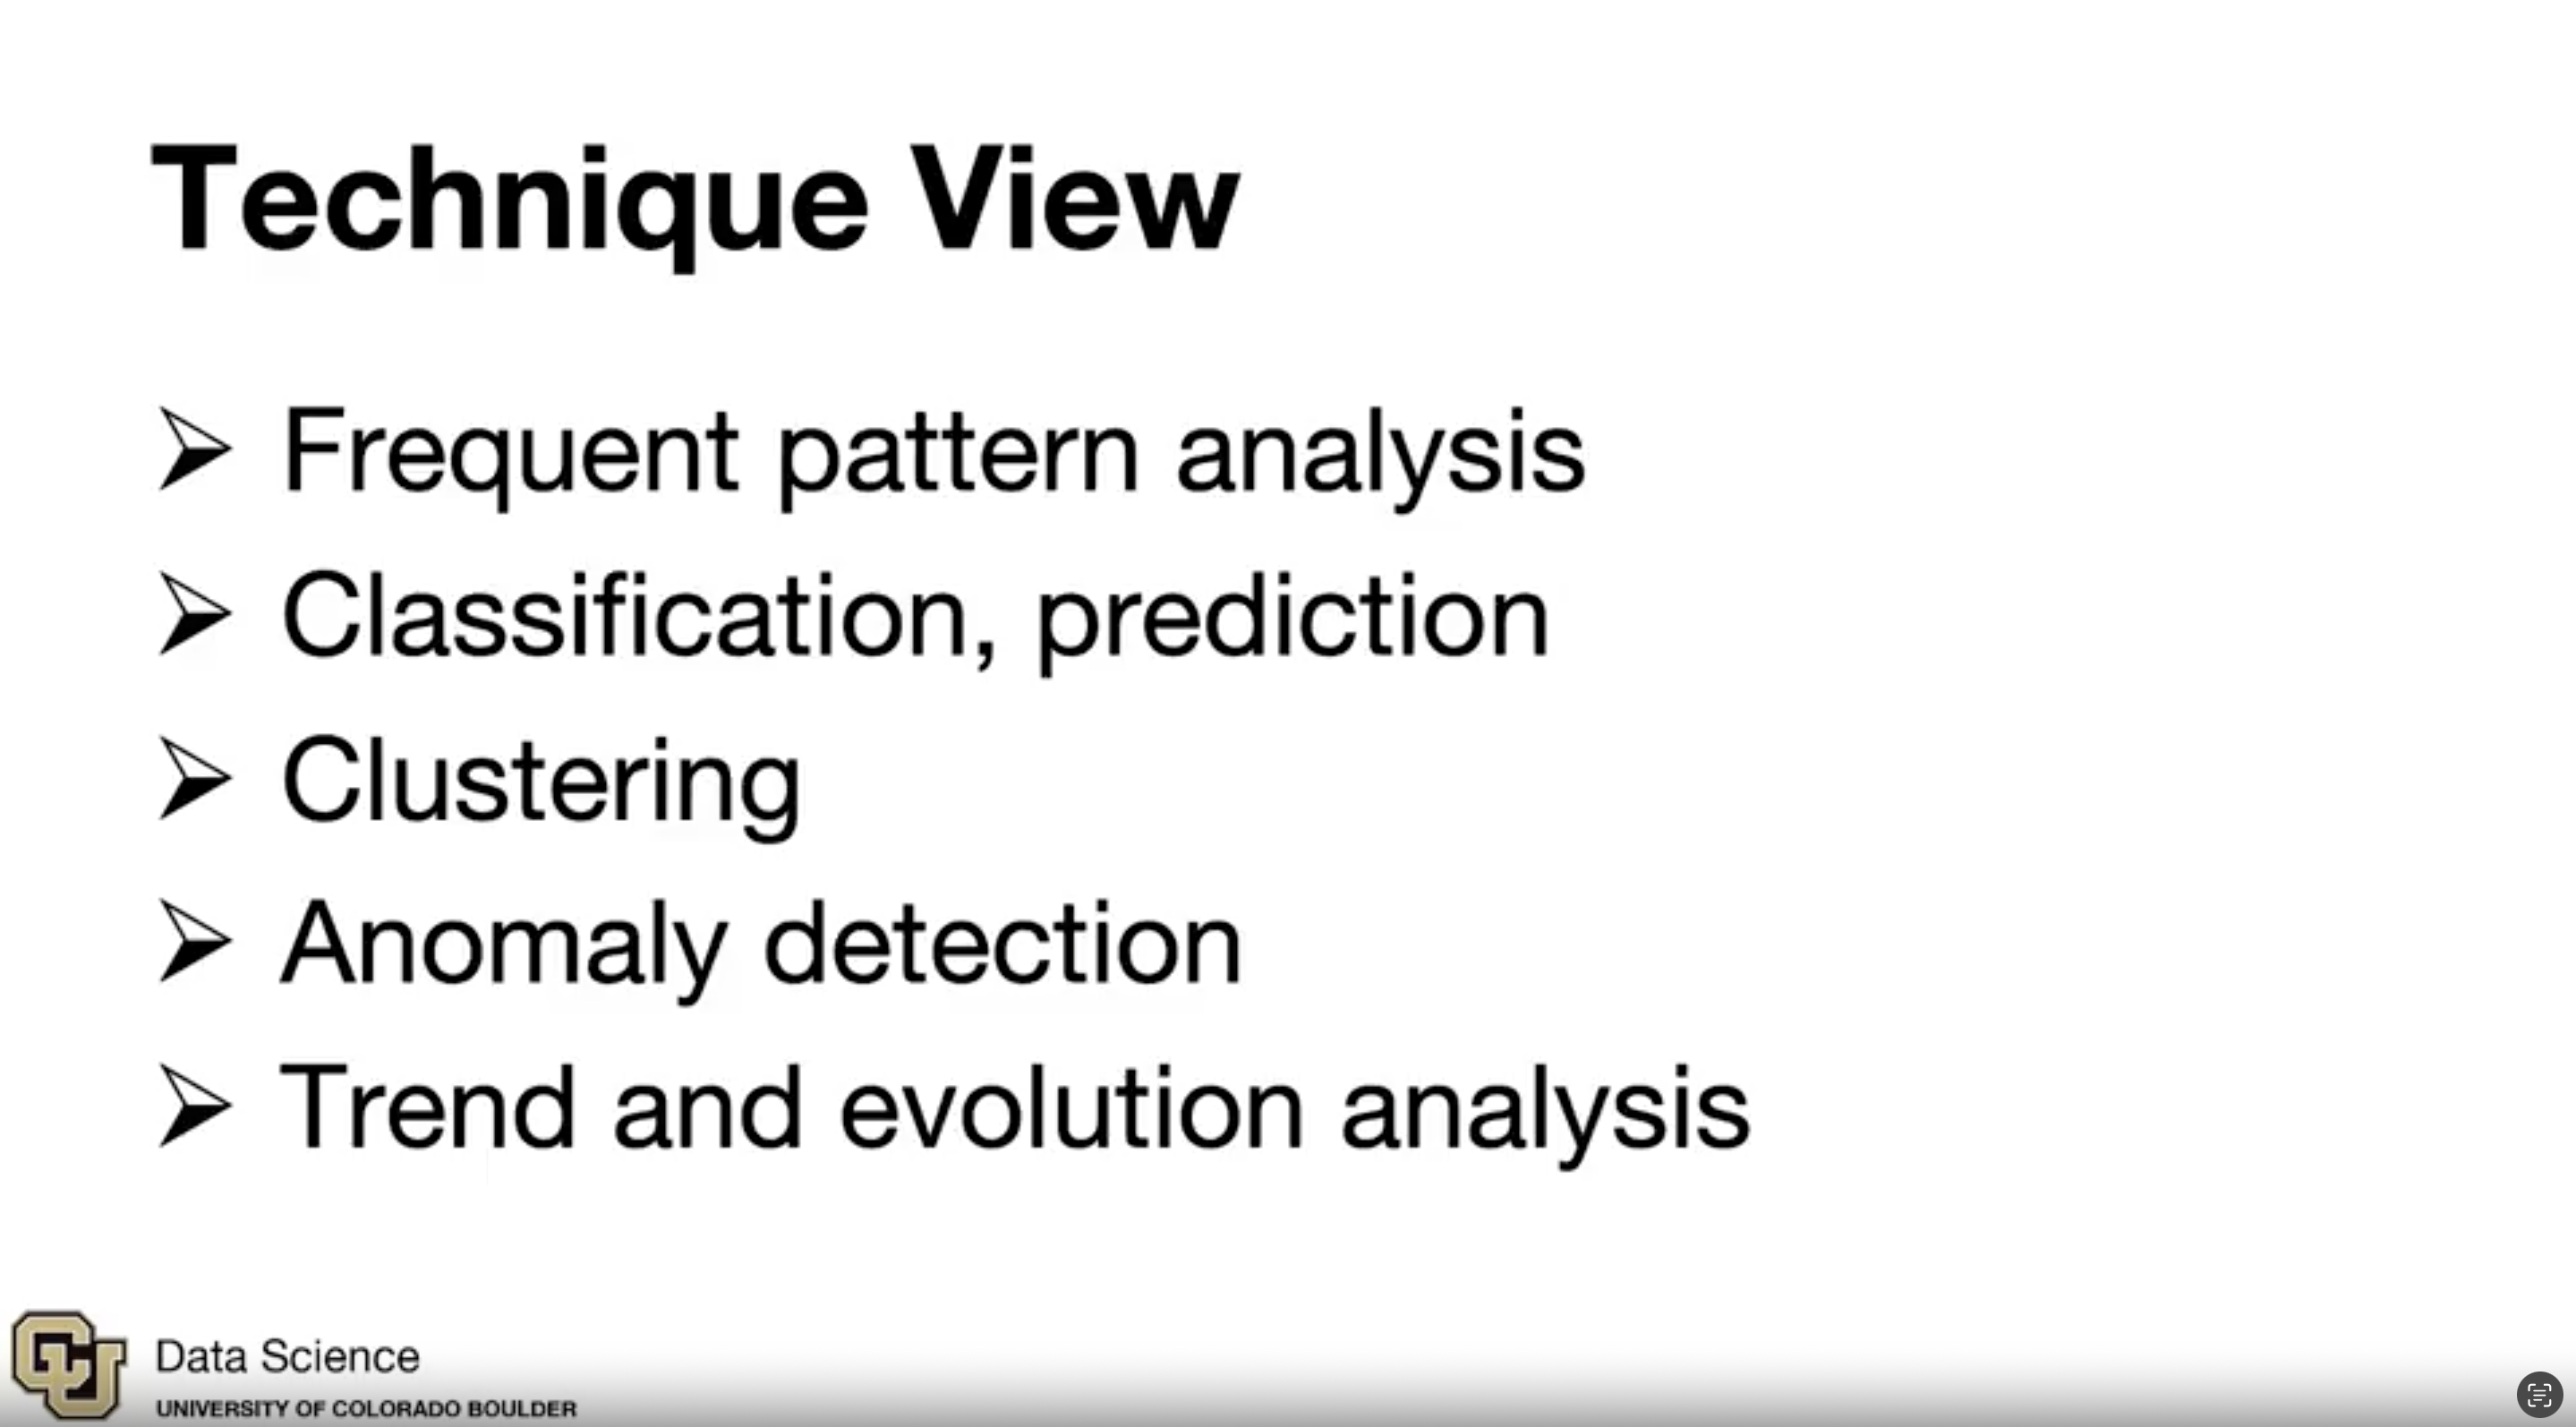 Technique View
➢ Frequent pattern analysis
➢ Classification, prediction
➢ Clustering
➢ Anomaly detection
➢ Trend and evolution analysis
CU
Data Science
UNIVERSITY OF COLORADO BOULDER